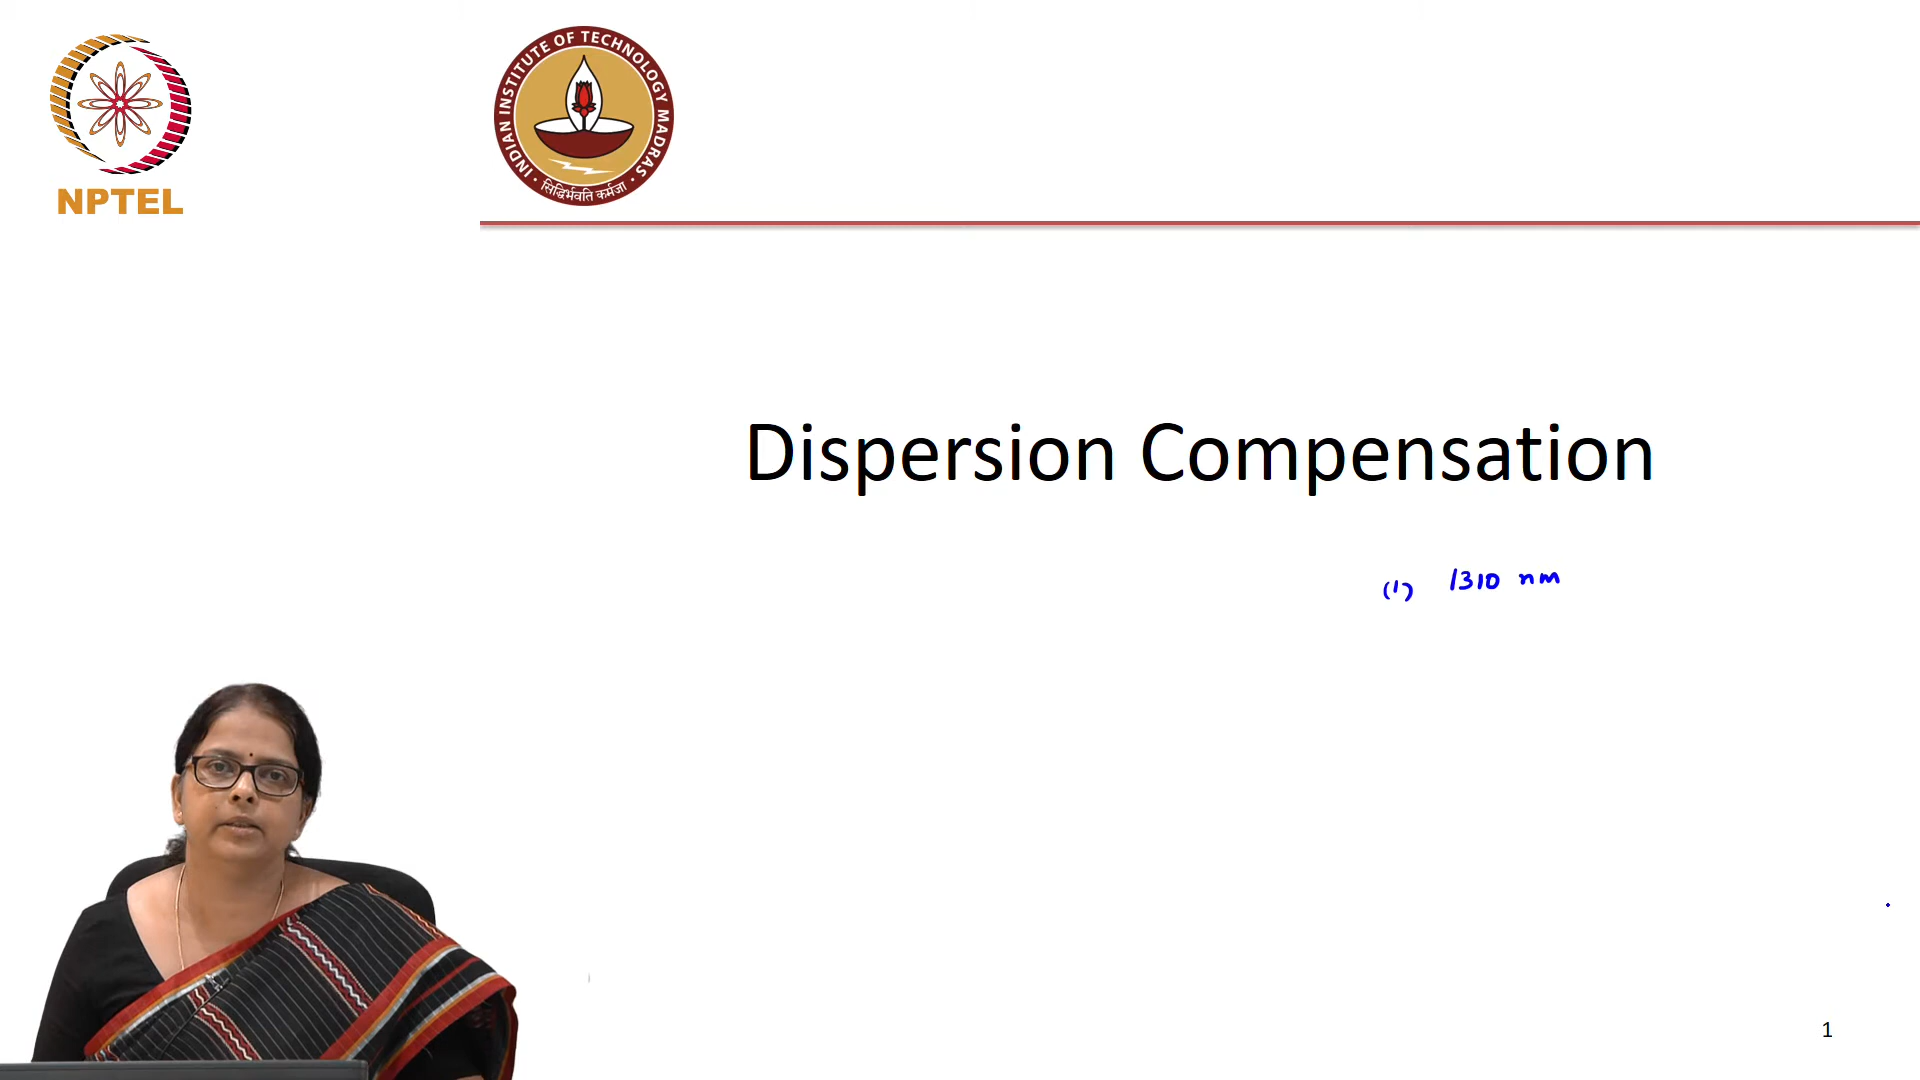 NPTEL
INDIAN INSTITUTE OF TECHNOLOGY MADRAS
सिद्धिर्भवति कर्मजा
Dispersion Compensation
(1) 1310 nm
1